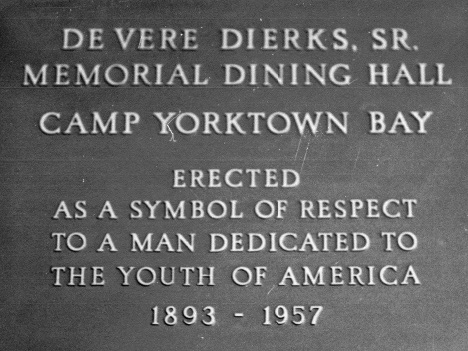 DE VERE DIERKS, SR.
MEMORIAL DINING HALL
CAMP YORKTOWN BAY
ERECTED
AS A SYMBOL OF RESPECT
TO A MAN DEDICATED TO
THE YOUTH OF AMERICA
1893 - 1957